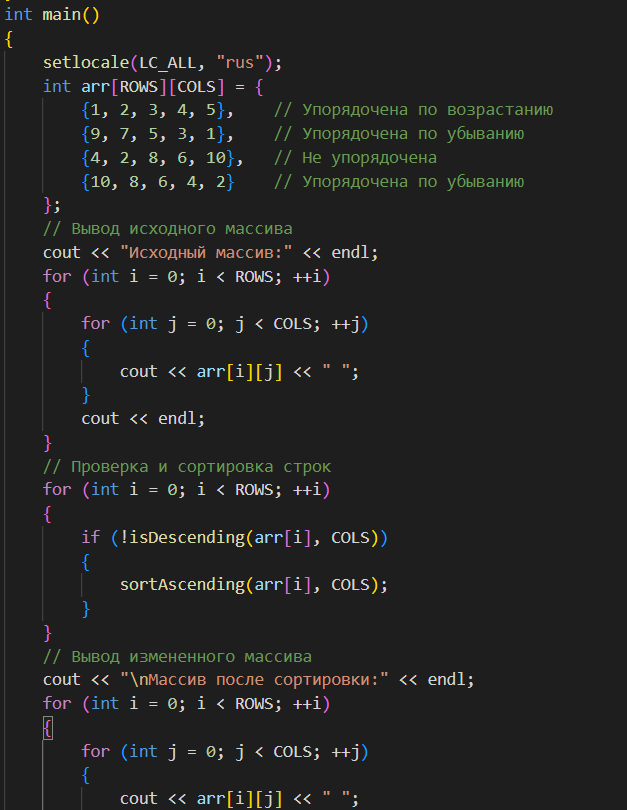 int main()
{
    setlocale(LC_ALL, "rus");
    int arr[ROWS][COLS] = {
        {1, 2, 3, 4, 5},    // Упорядочена по возрастанию
        {9, 7, 5, 3, 1},    // Упорядочена по убыванию
        {4, 2, 8, 6, 10},   // Не упорядочена
        {10, 8, 6, 4, 2}    // Упорядочена по убыванию
    };
    // Вывод исходного массива
    cout << "Исходный массив:" << endl;
    for (int i = 0; i < ROWS; ++i)
    {
        for (int j = 0; j < COLS; ++j)
        {
            cout << arr[i][j] << " ";
        }
        cout << endl;
    }
    // Проверка и сортировка строк
    for (int i = 0; i < ROWS; ++i)
    {
        if (!isDescending(arr[i], COLS))
        {
            sortAscending(arr[i], COLS);
        }
    }
    // Вывод измененного массива
    cout << "\nМассив после сортировки:" << endl;
    for (int i = 0; i < ROWS; ++i)
    {
        for (int j = 0; j < COLS; ++j)
        {
            cout << arr[i][j] << " ";